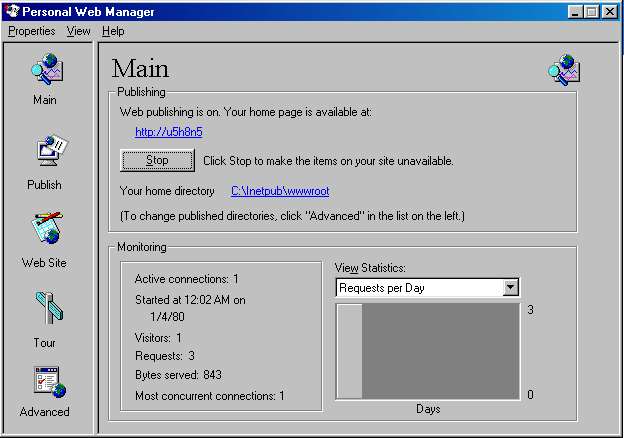 Personal Web Manager
Properties View Help
Main
Publish
Web Site
Tour
Advanced
Main
Publishing
Web publishing is on. Your home page is available at:
http://u5h8n5
Stop
Click Stop to make the items on your site unavailable.
Your home directory C:\Inetpub\wwwroot
(To change published directories, click "Advanced" in the list on the left.)
Monitoring
Active connections: 1
Started at 12:02 AM on
1/4/80
Visitors: 1
Requests: 3
Bytes served: 843
Most concurrent connections: 1
View Statistics:
Requests per Day
3
0
Days